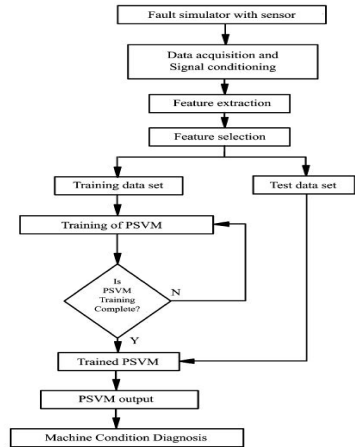 Fault simulator with sensor
Data acquisition and
Signal conditioning
Feature extraction
Feature selection
Training data set
Test data set
Training of PSVM
Is
PSVM
Training
Complete?
N
Y
Trained PSVM
PSVM output
Machine Condition Diagnosis